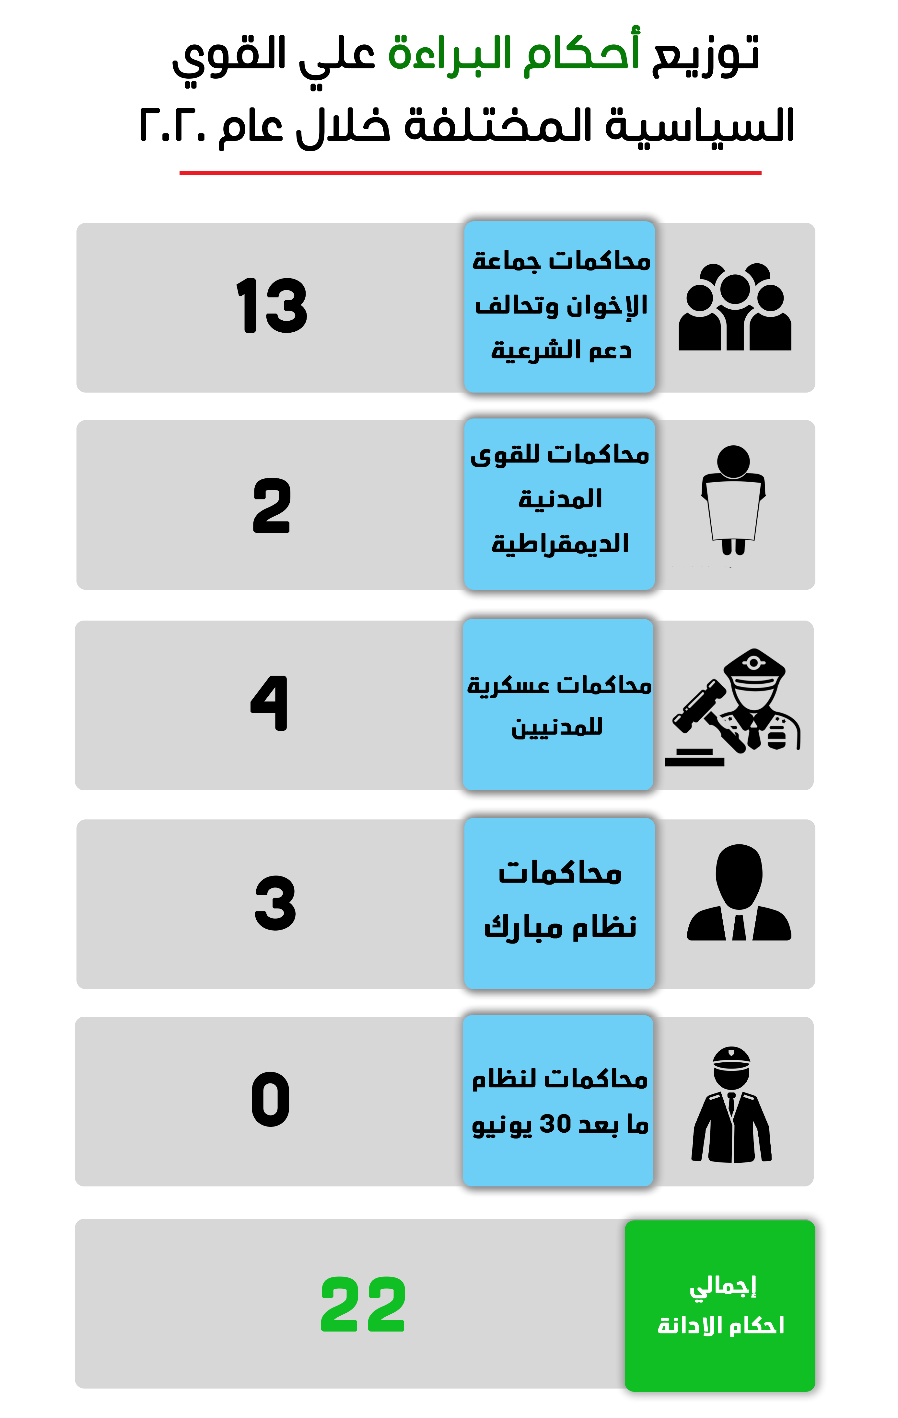 توزيع أحكام البراءة علي القوي
السياسية المختلفة خلال عام ٢٠٢٠
محاكمات جماعة
الإخوان وتحالف
دعم الشرعية
13
محاكمات للقوى
المدنية
الديمقراطية
2
محاكمات عسكرية
للمدنيين
4
محاكمات
نظام مبارك
3
محاكمات لنظام
ما بعد 30 يونيو
0
إجمالي
احكام الادانة
22